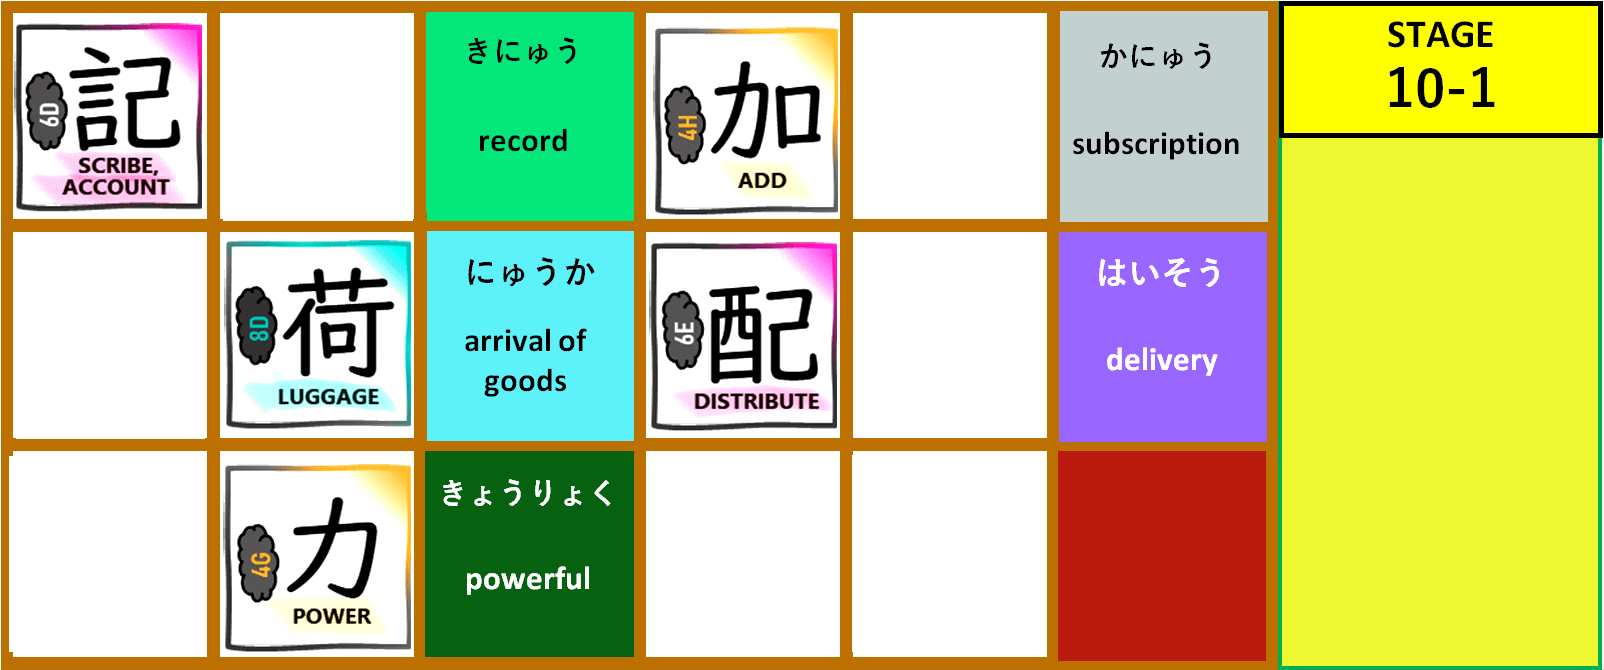 記
6D
SCRIBE,
ACCOUNT
きにゅう
record
加
4H
ADD
かにゅう
subscription
STAGE
10-1
荷
8D
LUGGAGE
にゅうか
arrival of
goods
配
6E
DISTRIBUTE
はいそう
delivery
力
4G
POWER
きょうりょく
powerful